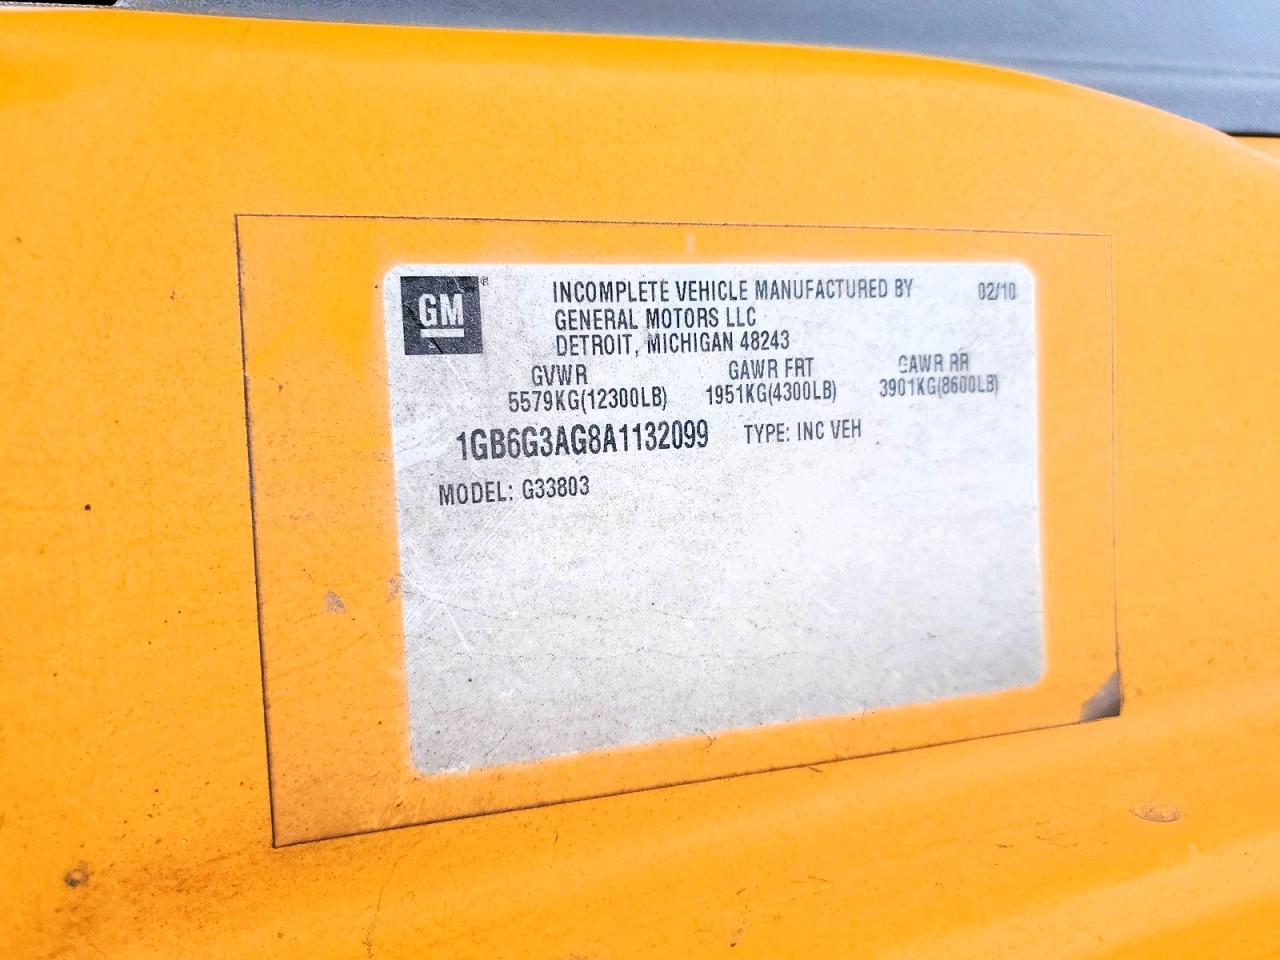 GM®
INCOMPLETE VEHICLE MANUFACTURED BY 02/10
GENERAL MOTORS LLC
DETROIT, MICHIGAN 48243
GVWR GAWR FRT GAWR RR
5579KG(12300LB) 1951KG(4300LB) 3901KG(8600LB)
1GB6G3AG8A1132099 TYPE: INC VEH
MODEL: G33803